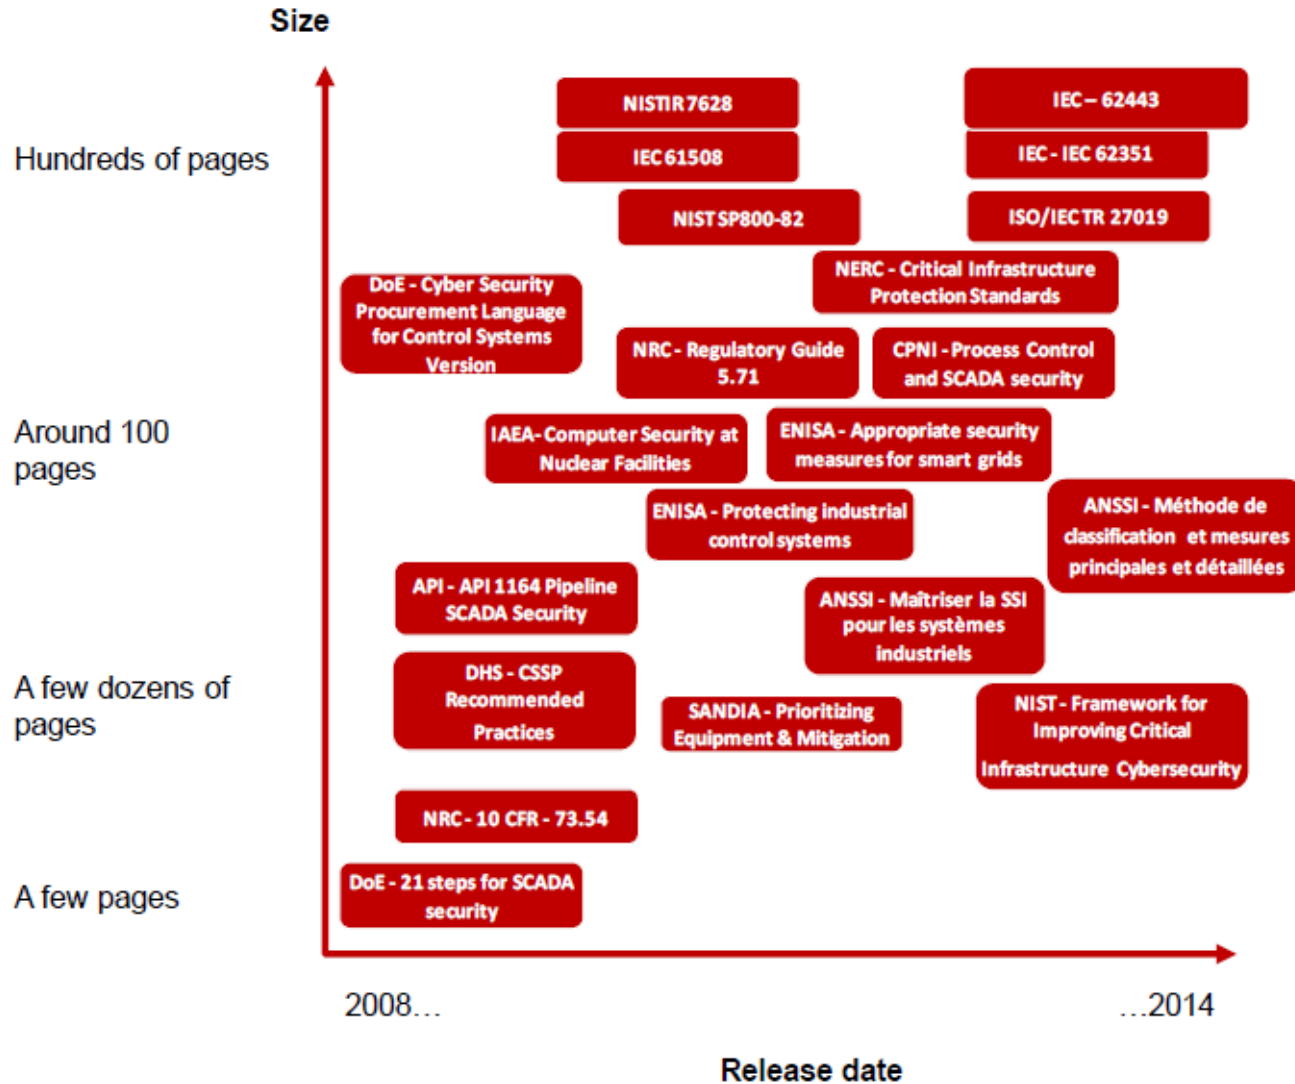 Size
Hundreds of pages
NISTIR 7628
IEC 61508
NIST SP800-82
IEC – 62443
IEC - IEC 62351
ISO/IEC TR 27019
NERC - Critical Infrastructure
Protection Standards
DoE - Cyber Security
Procurement Language
for Control Systems
Version
NRC - Regulatory Guide
5.71
CPNI - Process Control
and SCADA security
Around 100
pages
IAEA- Computer Security at
Nuclear Facilities
ENISA - Appropriate security
measures for smart grids
ENISA - Protecting industrial
control systems
ANSSI - Méthode de
classification et mesures
principales et détaillées
API - API 1164 Pipeline
SCADA Security
ANSSI - Maîtriser la SSI
pour les systèmes
industriels
A few dozens of
pages
DHS - CSSP
Recommended
Practices
SANDIA - Prioritizing
Equipment & Mitigation
NIST - Framework for
Improving Critical
Infrastructure Cybersecurity
NRC - 10 CFR - 73.54
A few pages
DoE - 21 steps for SCADA
security
2008...
...2014
Release date